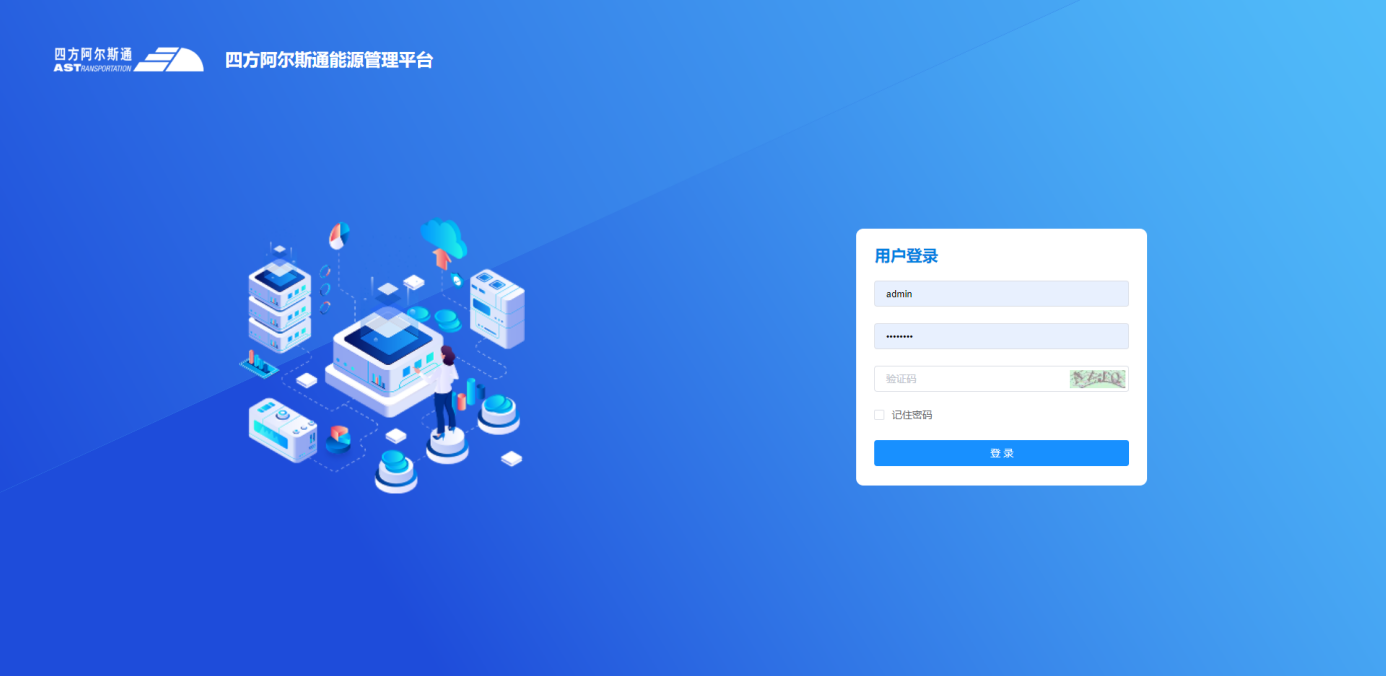 四方阿尔斯通
AST TRANSPORTATION
四方阿尔斯通能源管理平台
用户登录
admin
••••••••
验证码
记住密码
登 录